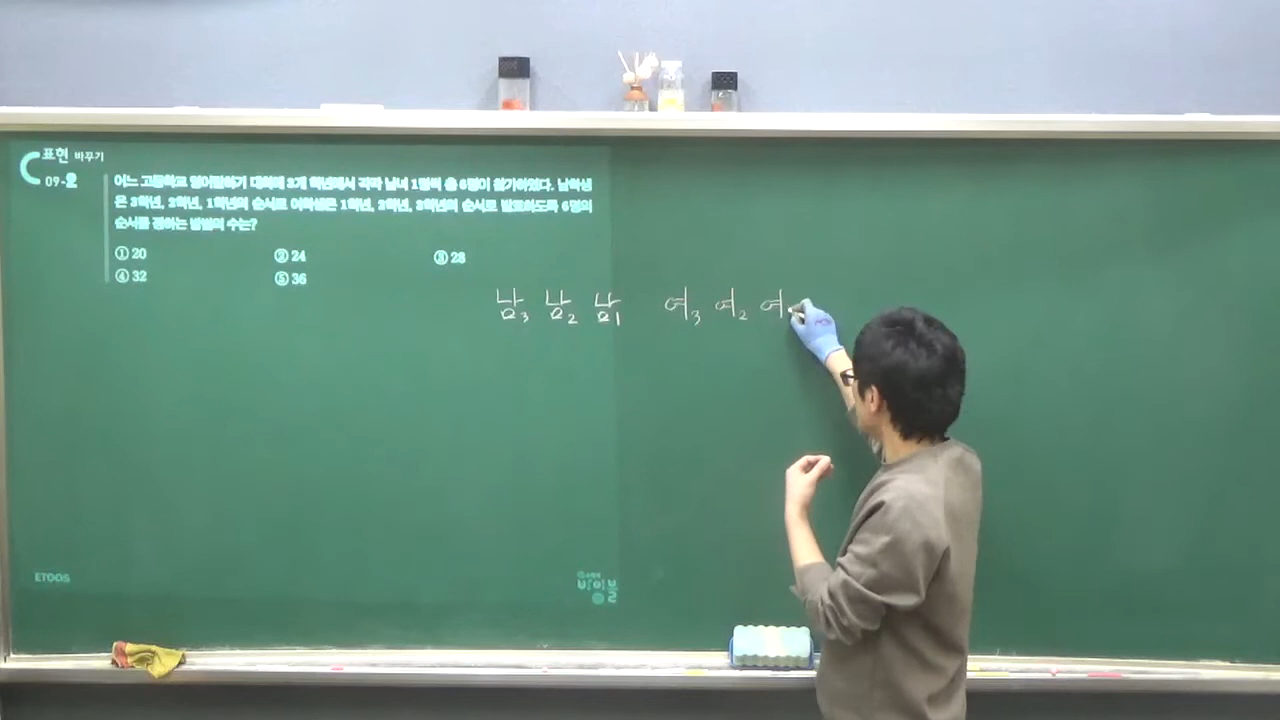 표현 바꾸기
09-2
어느 고등학교 영어말하기 대회에 3개 학년에서 각각 남녀 1명씩 총 6명이 참가하였다. 남학생
은 3학년, 2학년, 1학년의 순서로 여학생은 1학년, 2학년, 3학년의 순서로 발표하도록 6명의
순서를 정하는 방법의 수는?
① 20 ② 24 ③ 28
④ 32 ⑤ 36
남3 남2 남1 여3 여2 여
ETOOS
바이블